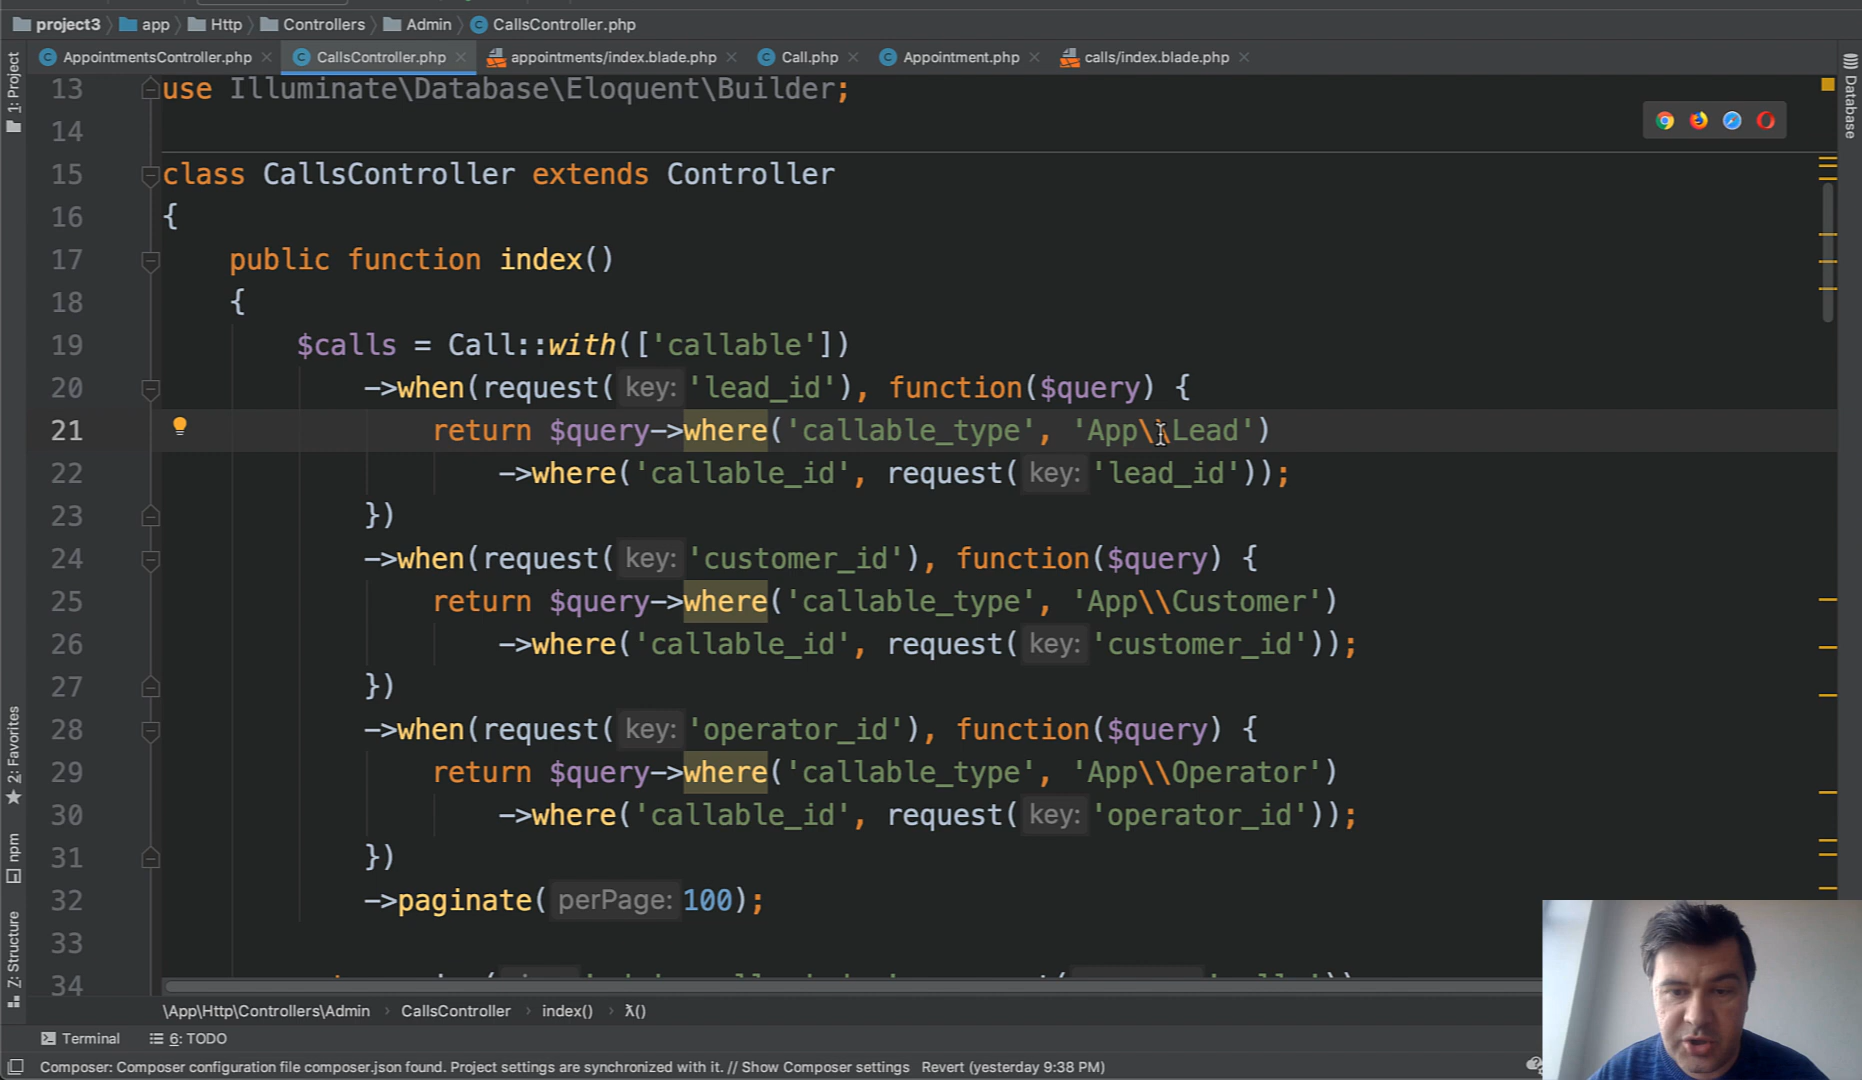 project3 > app > Http > Controllers > Admin > CallsController.php
AppointmentsController.php CallsController.php appointments/index.blade.php Call.php Appointment.php calls/index.blade.php
1: Project
Database
2: Favorites
npm
Z: Structure
13 use Illuminate\Database\Eloquent\Builder;
14
15 class CallsController extends Controller
16 {
17 public function index()
18 {
19 $calls = Call::with(['callable'])
20 ->when(request( key: 'lead_id'), function($query) {
21 return $query->where('callable_type', 'App\\Lead')
22 ->where('callable_id', request( key: 'lead_id'));
23 })
24 ->when(request( key: 'customer_id'), function($query) {
25 return $query->where('callable_type', 'App\\Customer')
26 ->where('callable_id', request( key: 'customer_id'));
27 })
28 ->when(request( key: 'operator_id'), function($query) {
29 return $query->where('callable_type', 'App\\Operator')
30 ->where('callable_id', request( key: 'operator_id'));
31 })
32 ->paginate( perPage: 100);
33
34
\App\Http\Controllers\Admin > CallsController > index() > λ()
Terminal 6: TODO
Composer: Composer configuration file composer.json found. Project settings are synchronized with it. // Show Composer settings Revert (yesterday 9:38 PM)